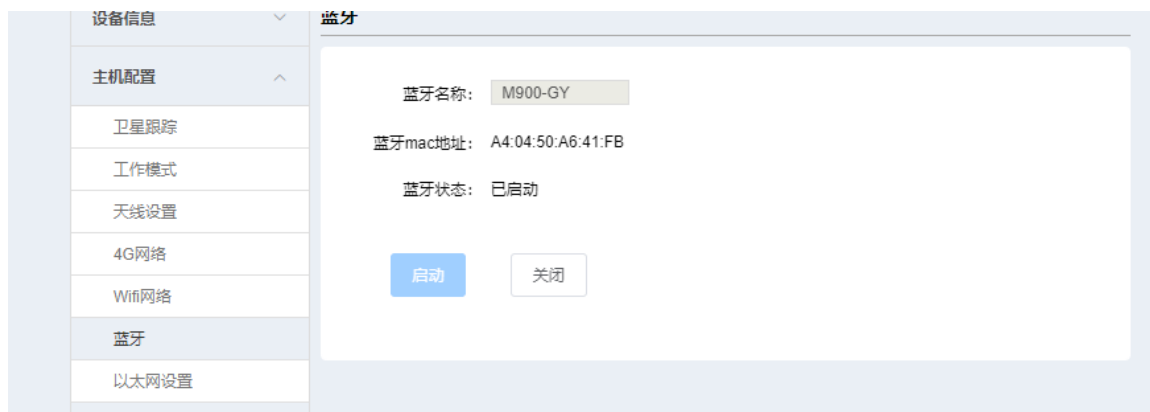 设备信息
蓝牙
主机配置
卫星跟踪
工作模式
天线设置
4G网络
Wifi网络
蓝牙
以太网设置
蓝牙名称： M900-GY
蓝牙mac地址： A4:04:50:A6:41:FB
蓝牙状态： 已启动
启动 关闭